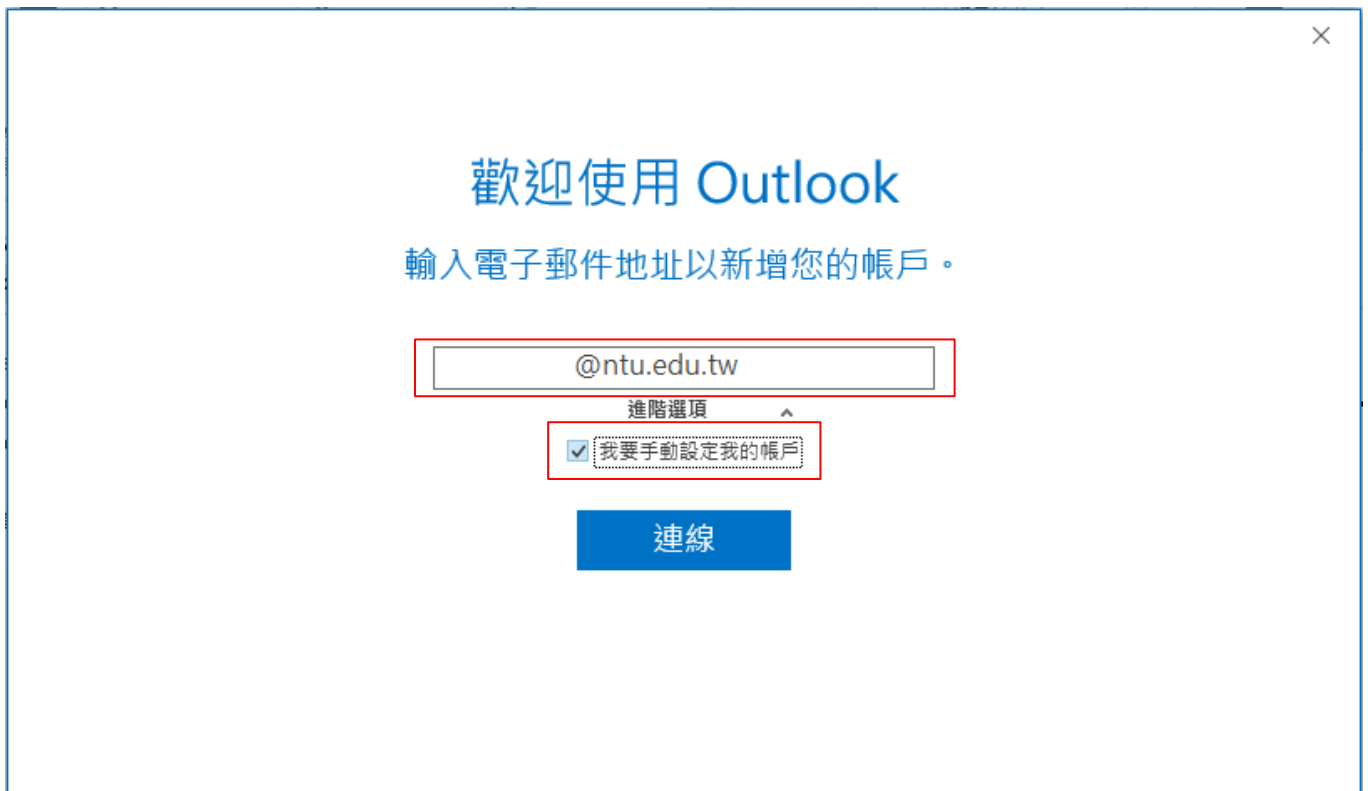 歡迎使用 Outlook
輸入電子郵件地址以新增您的帳戶。
@ntu.edu.tw
進階選項
我要手動設定我的帳戶
連線